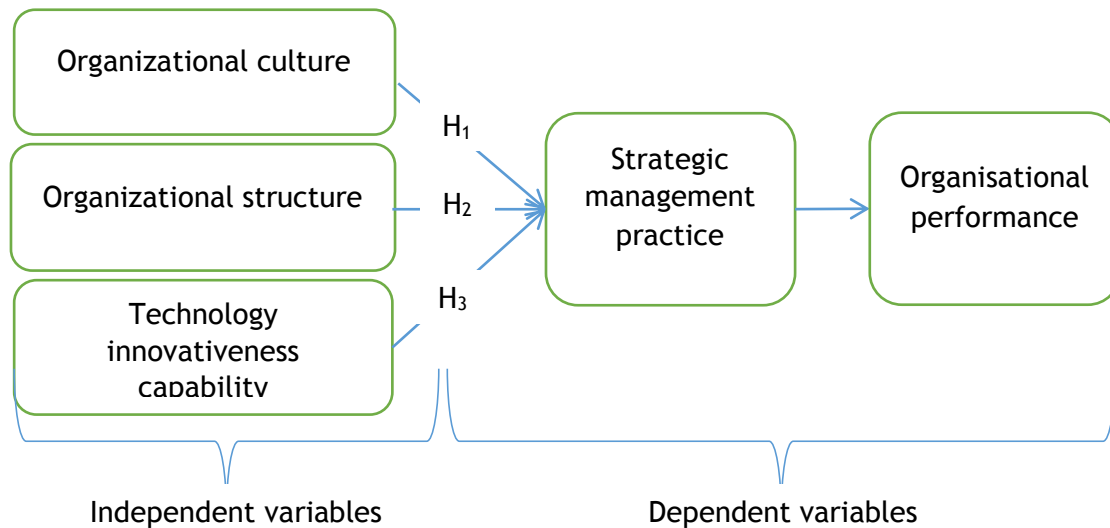 Organizational culture
H₁
Organizational structure
H₂
Technology
innovativeness
capability
H₃
Strategic
management
practice
Organisational
performance
Independent variables
Dependent variables